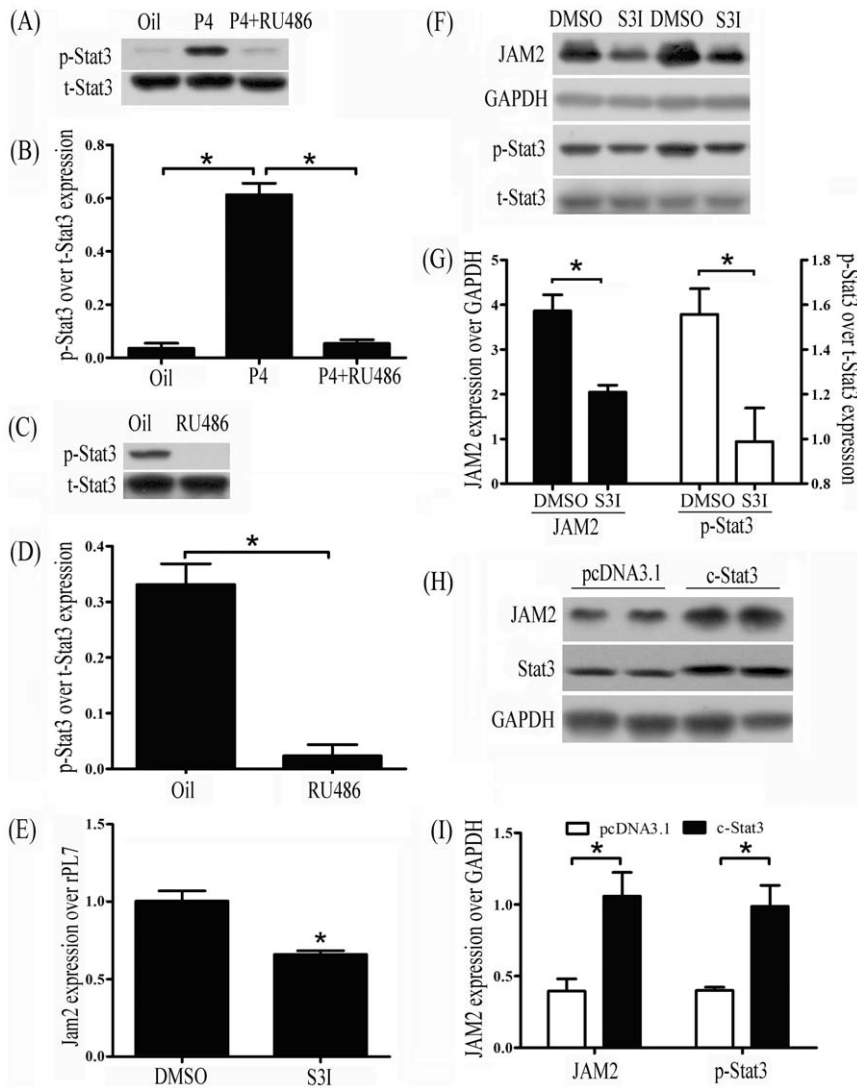 (A)
Oil P4 P4+RU486
p-Stat3
t-Stat3
(B)
p-Stat3 over t-Stat3 expression
0.8
0.6
0.4
0.2
0.0
* *
Oil P4 P4+RU486
(C)
Oil RU486
p-Stat3
t-Stat3
(D)
p-Stat3 over t-Stat3 expression
0.4
0.3
0.2
0.1
0.0
*
Oil RU486
(E)
Jam2 expression over rPL7
1.5
1.0
0.5
0.0
*
DMSO S3I
(F)
DMSO S3I DMSO S3I
JAM2
GAPDH
p-Stat3
t-Stat3
(G)
JAM2 expression over GAPDH
5
4
3
2
1
0
* *
p-Stat3 over t-Stat3 expression
1.8
1.6
1.4
1.2
1.0
0.8
DMSO S3I DMSO S3I
JAM2 p-Stat3
(H)
pcDNA3.1 c-Stat3
JAM2
Stat3
GAPDH
(I)
pcDNA3.1 c-Stat3
JAM2 expression over GAPDH
1.5
1.0
0.5
0.0
* *
JAM2 p-Stat3